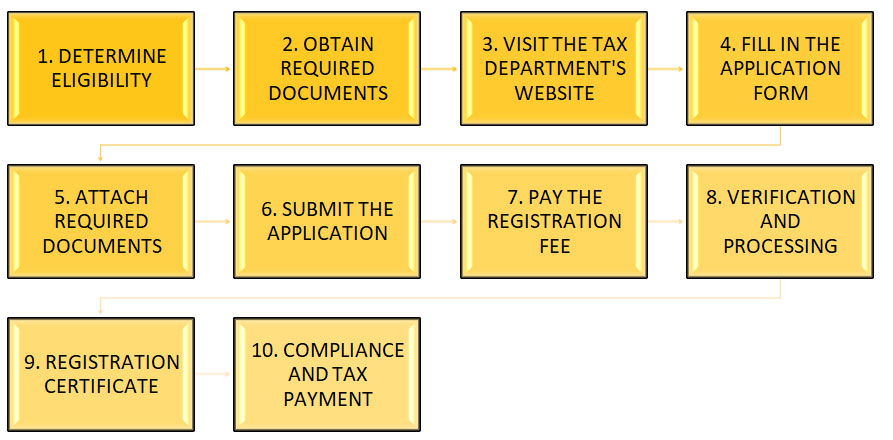 1. DETERMINE
ELIGIBILITY
2. OBTAIN
REQUIRED
DOCUMENTS
3. VISIT THE TAX
DEPARTMENT'S
WEBSITE
4. FILL IN THE
APPLICATION
FORM
5. ATTACH
REQUIRED
DOCUMENTS
6. SUBMIT THE
APPLICATION
7. PAY THE
REGISTRATION
FEE
8. VERIFICATION
AND
PROCESSING
9. REGISTRATION
CERTIFICATE
10. COMPLIANCE
AND TAX
PAYMENT